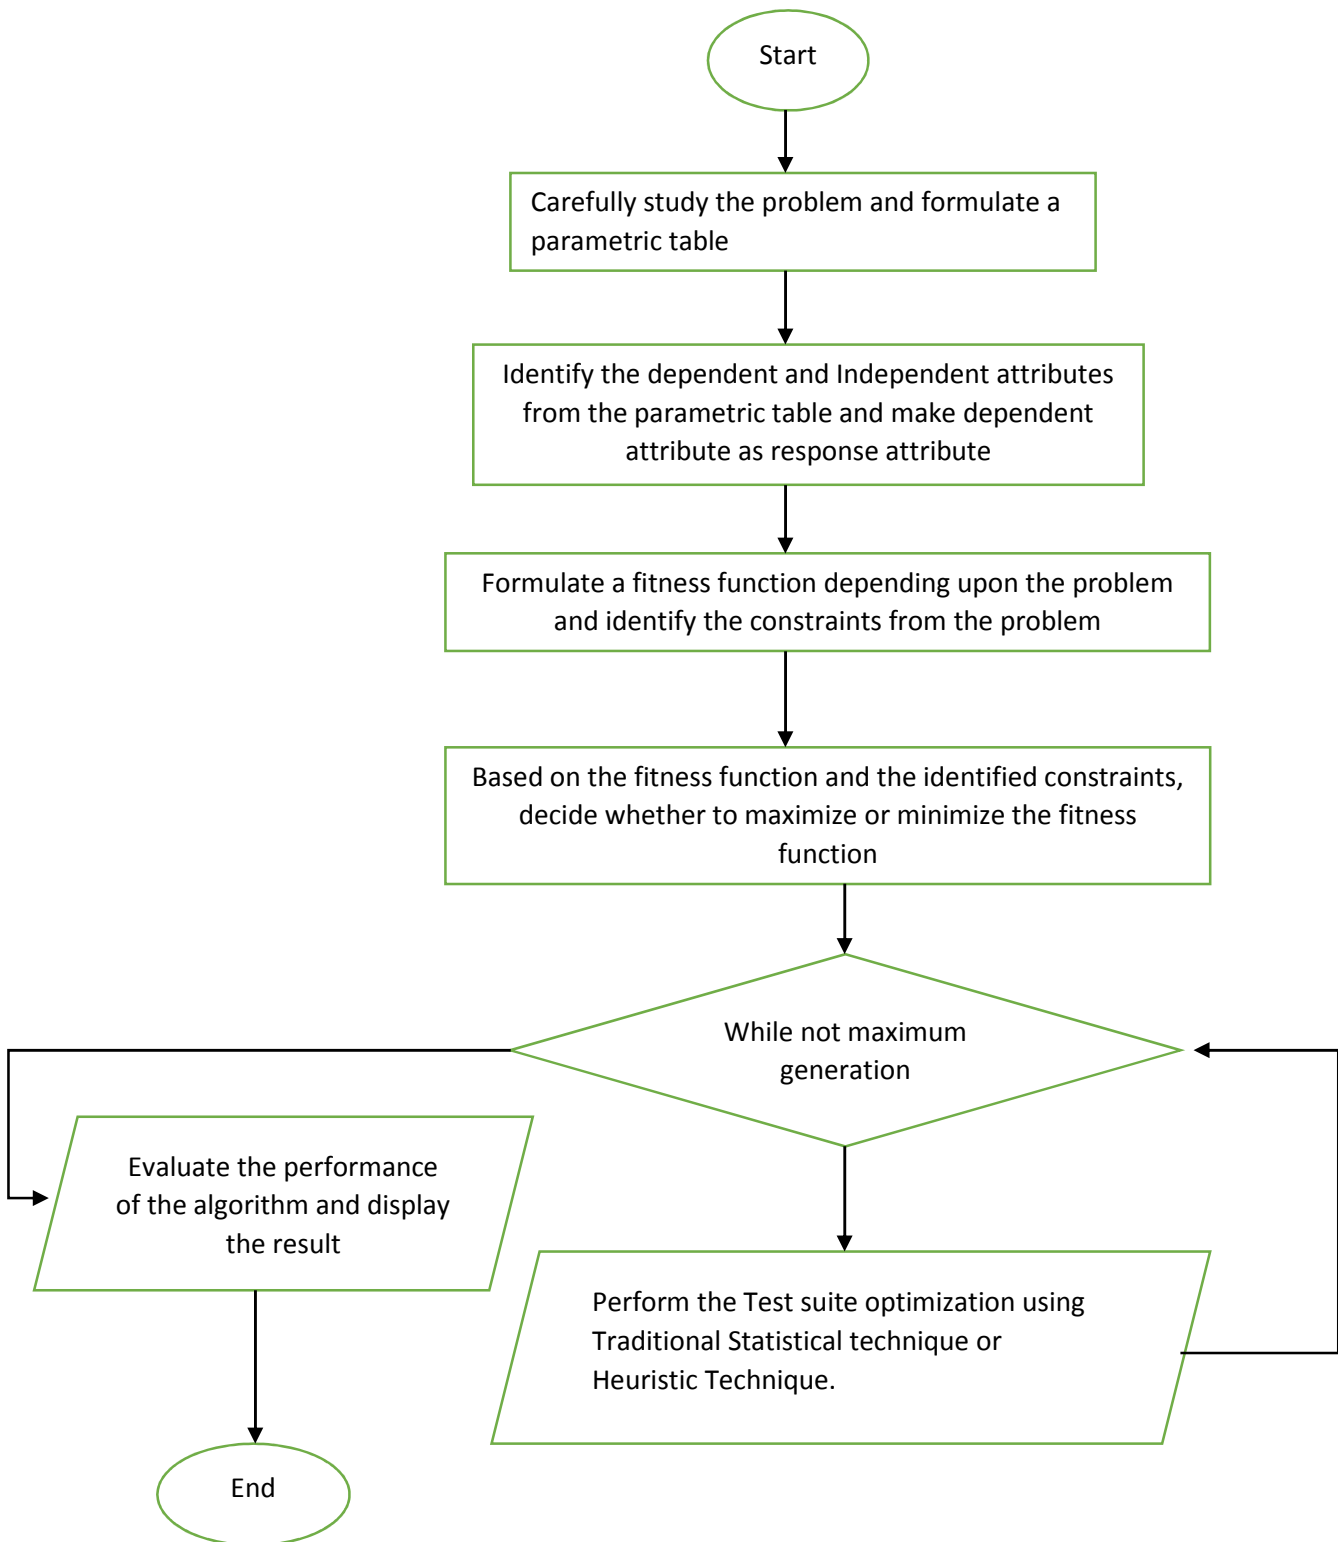 Start
Carefully study the problem and formulate a
parametric table
Identify the dependent and Independent attributes
from the parametric table and make dependent
attribute as response attribute
Formulate a fitness function depending upon the problem
and identify the constraints from the problem
Based on the fitness function and the identified constraints,
decide whether to maximize or minimize the fitness
function
While not maximum
generation
Evaluate the performance
of the algorithm and display
the result
Perform the Test suite optimization using
Traditional Statistical technique or
Heuristic Technique.
End